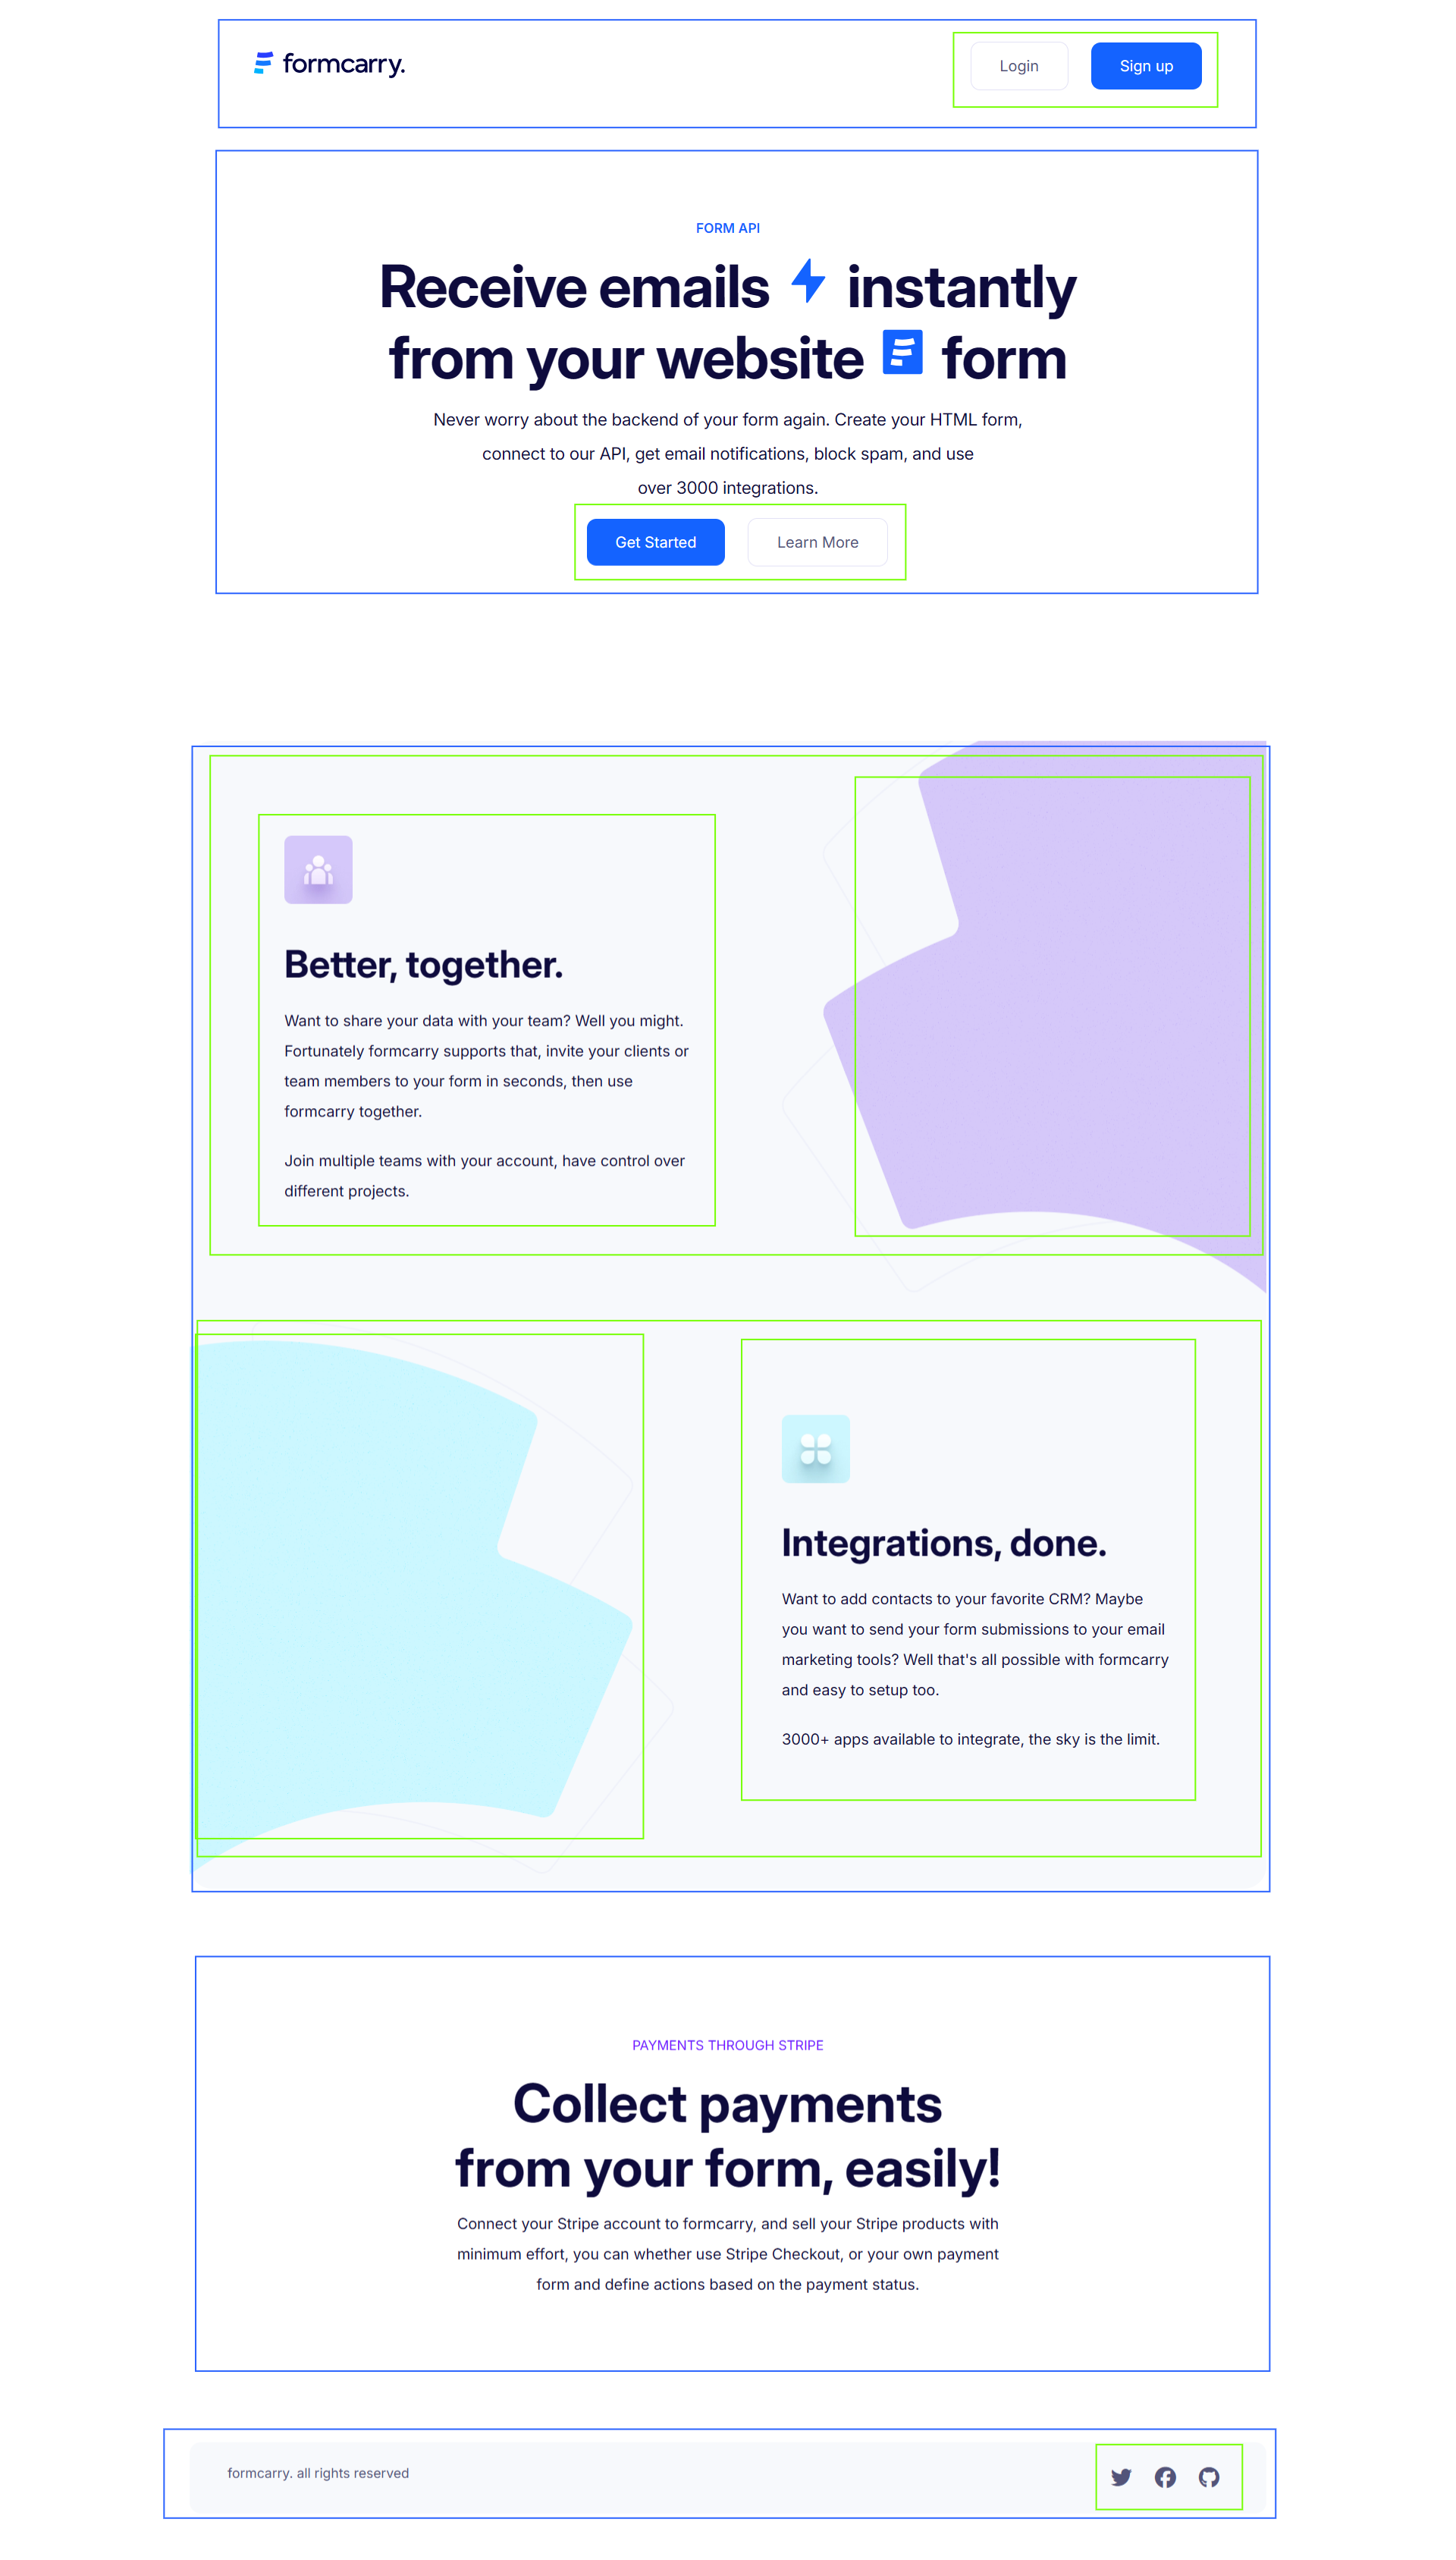 formcarry.
Login
Sign up
FORM API
Receive emails instantly
from your website form
Never worry about the backend of your form again. Create your HTML form,
connect to our API, get email notifications, block spam, and use
over 3000 integrations.
Get Started
Learn More
Better, together.
Want to share your data with your team? Well you might.
Fortunately formcarry supports that, invite your clients or
team members to your form in seconds, then use
formcarry together.
Join multiple teams with your account, have control over
different projects.
Integrations, done.
Want to add contacts to your favorite CRM? Maybe
you want to send your form submissions to your email
marketing tools? Well that's all possible with formcarry
and easy to setup too.
3000+ apps available to integrate, the sky is the limit.
PAYMENTS THROUGH STRIPE
Collect payments
from your form, easily!
Connect your Stripe account to formcarry, and sell your Stripe products with
minimum effort, you can whether use Stripe Checkout, or your own payment
form and define actions based on the payment status.
formcarry. all rights reserved